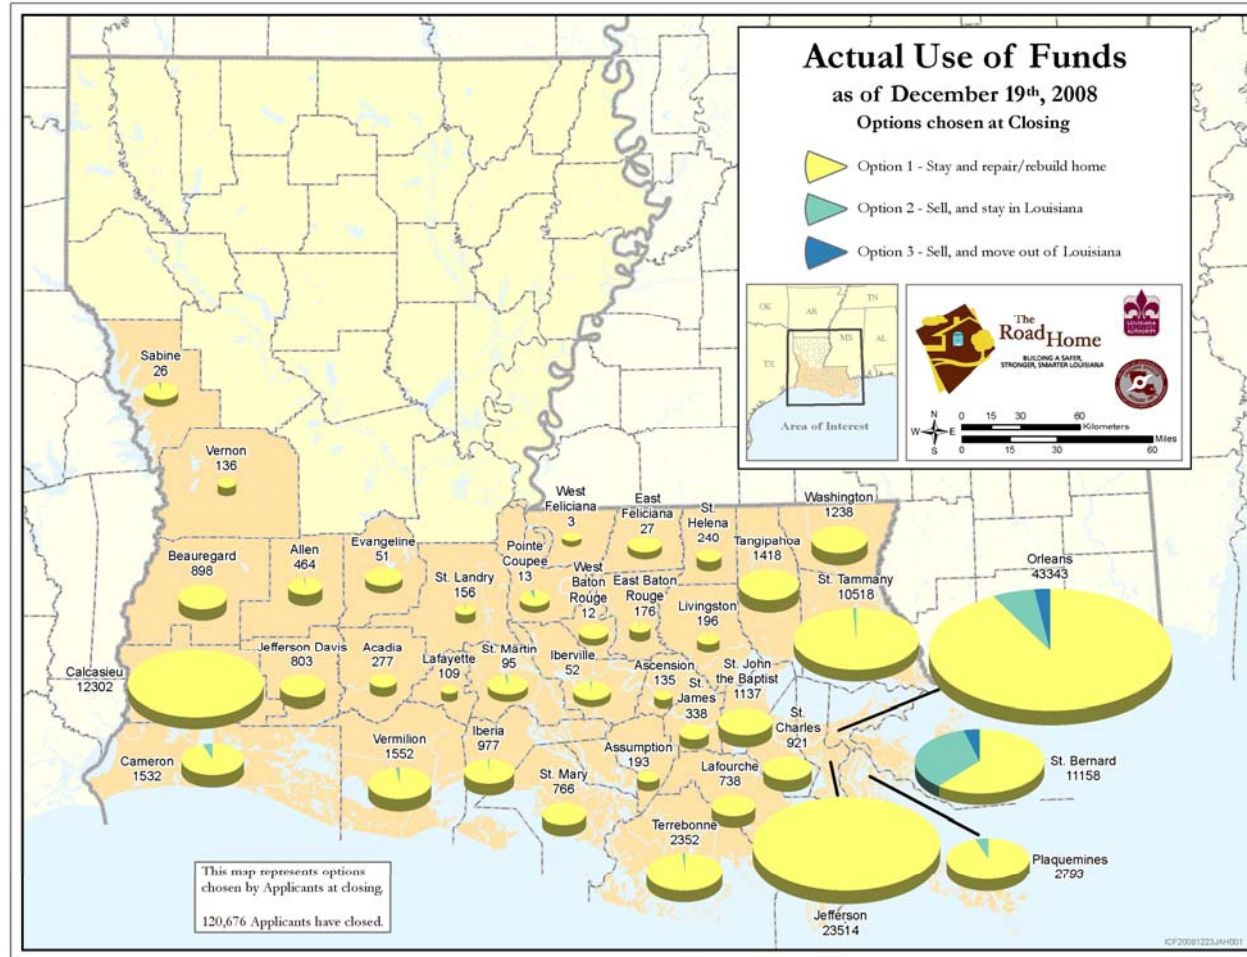 Actual Use of Funds
as of December 19th, 2008
Options chosen at Closing
Option 1 - Stay and repair/rebuild home
Option 2 - Sell, and stay in Louisiana
Option 3 - Sell, and move out of Louisiana
OK
AR
TN
TX
MS
AL
Area of Interest
The
Road Home
BUILDING A SAFER,
STRONGER, SMARTER LOUISIANA
LOUISIANA
AUTHORITY
N
W
E
S
0 15 30 60
Kilometers
Miles
0 15 30 60
Sabine
26
Vernon
136
Beauregard
898
Allen
464
Evangeline
51
St. Landry
156
Pointe
Coupee
13
West
Feliciana
3
East
Feliciana
27
St.
Helena
240
Tangipahoa
1418
Washington
1238
West
Baton
Rouge
12
East Baton
Rouge
176
Livingston
196
St. Tammany
10518
Orleans
43343
Calcasieu
12302
Jefferson Davis
803
Acadia
277
Lafayette
109
St. Martin
95
Iberville
52
Ascension
135
St.
James
338
St. John
the Baptist
1137
St.
Charles
921
Cameron
1532
Vermilion
1552
Iberia
977
St. Mary
766
Assumption
193
Lafourche
738
Terrebonne
2352
St. Bernard
11158
Plaquemines
2793
Jefferson
23514
This map represents options
chosen by Applicants at closing.
120,676 Applicants have closed.
ICF20081223JAH001